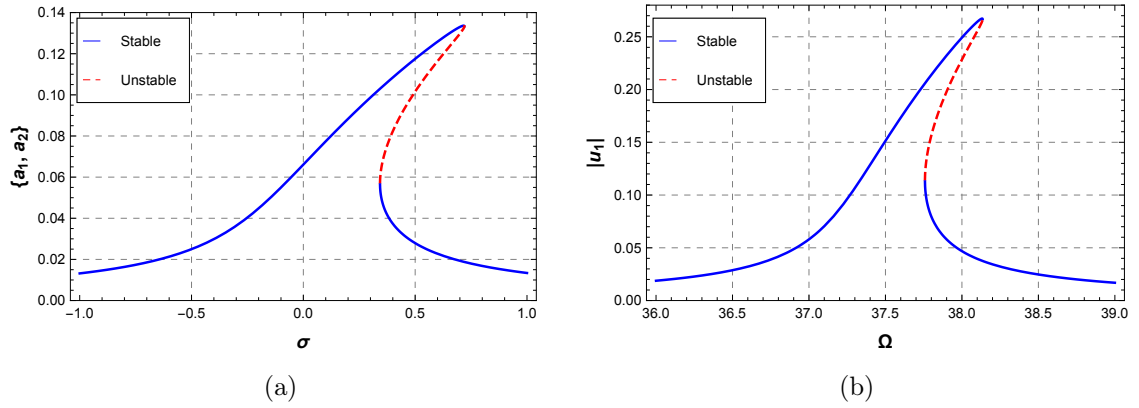 Stable
Unstable
{a1, a2}
0.14
0.12
0.10
0.08
0.06
0.04
0.02
0.00
−1.0 −0.5 0.0 0.5 1.0
σ
(a)
Stable
Unstable
|u1|
0.25
0.20
0.15
0.10
0.05
0.00
36.0 36.5 37.0 37.5 38.0 38.5 39.0
Ω
(b)